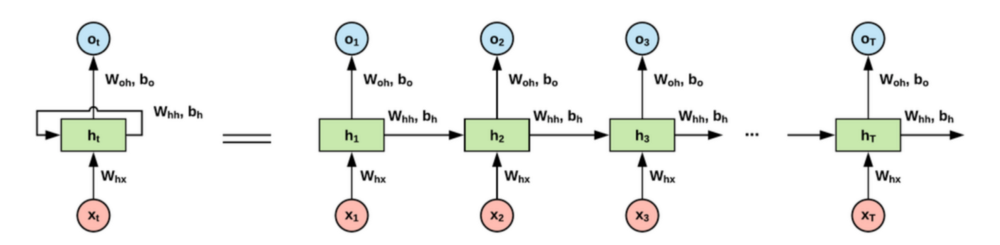 oₜ o₁ o₂ o₃ o_T
W_oh, b_o W_oh, b_o W_oh, b_o W_oh, b_o W_oh, b_o
W_hh, b_h W_hh, b_h W_hh, b_h W_hh, b_h W_hh, b_h
hₜ h₁ h₂ h₃ ... h_T
W_hx W_hx W_hx W_hx W_hx
xₜ x₁ x₂ x₃ x_T